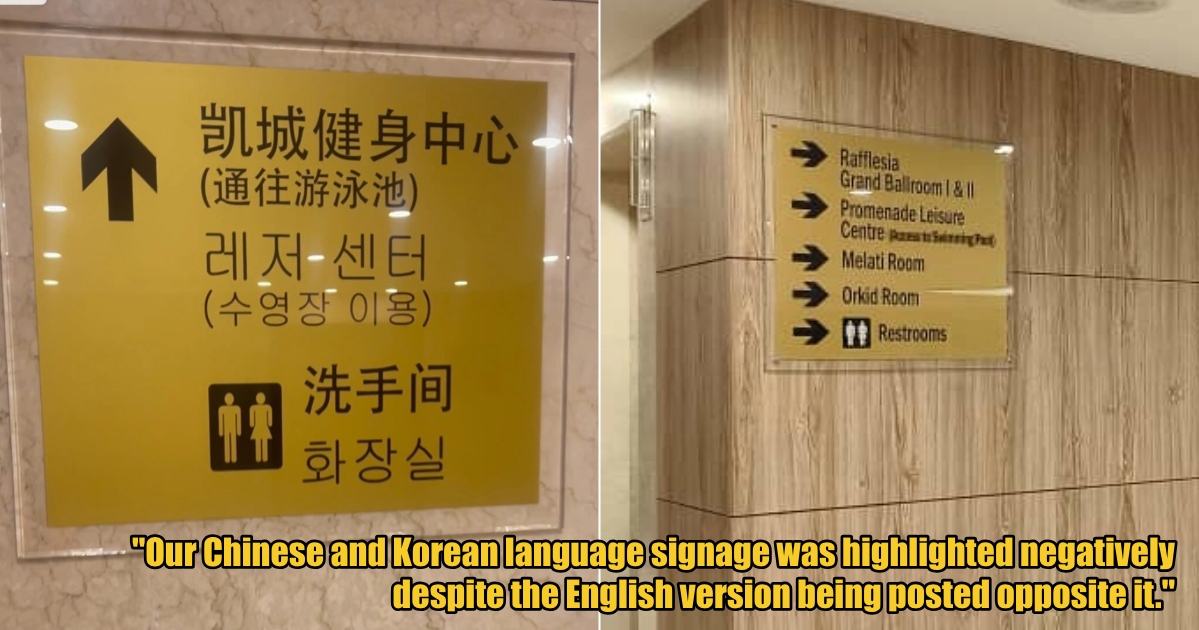 凯城健身中心
(通往游泳池)
레저 센터
(수영장 이용)
洗手间
화장실
Rafflesia
Grand Ballroom I & II
Promenade Leisure
Centre (Access to Swimming Pool)
Melati Room
Orkid Room
Restrooms
"Our Chinese and Korean language signage was highlighted negatively
despite the English version being posted opposite it."